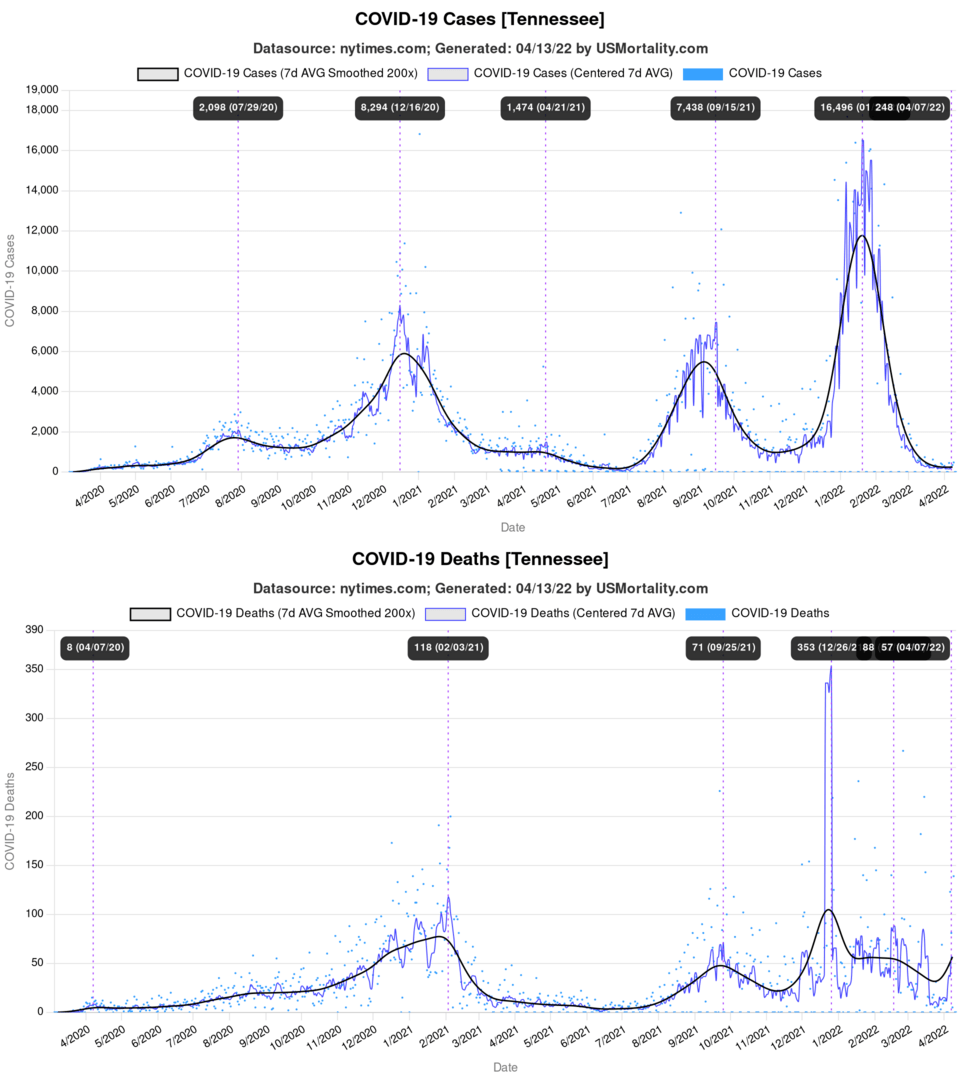 COVID-19 Cases [Tennessee]
Datasource: nytimes.com; Generated: 04/13/22 by USMortality.com
COVID-19 Cases (7d AVG Smoothed 200x) COVID-19 Cases (Centered 7d AVG) COVID-19 Cases
19,000
18,000
2,098 (07/29/20) 8,294 (12/16/20) 1,474 (04/21/21) 7,438 (09/15/21) 16,496 (01 248 (04/07/22)
16,000
14,000
12,000
10,000
8,000
6,000
4,000
2,000
0
COVID-19 Cases
4/2020 5/2020 6/2020 7/2020 8/2020 9/2020 10/2020 11/2020 12/2020 1/2021 2/2021 3/2021 4/2021 5/2021 6/2021 7/2021 8/2021 9/2021 10/2021 11/2021 12/2021 1/2022 2/2022 3/2022 4/2022
Date
COVID-19 Deaths [Tennessee]
Datasource: nytimes.com; Generated: 04/13/22 by USMortality.com
COVID-19 Deaths (7d AVG Smoothed 200x) COVID-19 Deaths (Centered 7d AVG) COVID-19 Deaths
390
8 (04/07/20) 118 (02/03/21) 71 (09/25/21) 353 (12/26/2 88 57 (04/07/22)
350
300
250
200
150
100
50
0
COVID-19 Deaths
4/2020 5/2020 6/2020 7/2020 8/2020 9/2020 10/2020 11/2020 12/2020 1/2021 2/2021 3/2021 4/2021 5/2021 6/2021 7/2021 8/2021 9/2021 10/2021 11/2021 12/2021 1/2022 2/2022 3/2022 4/2022
Date